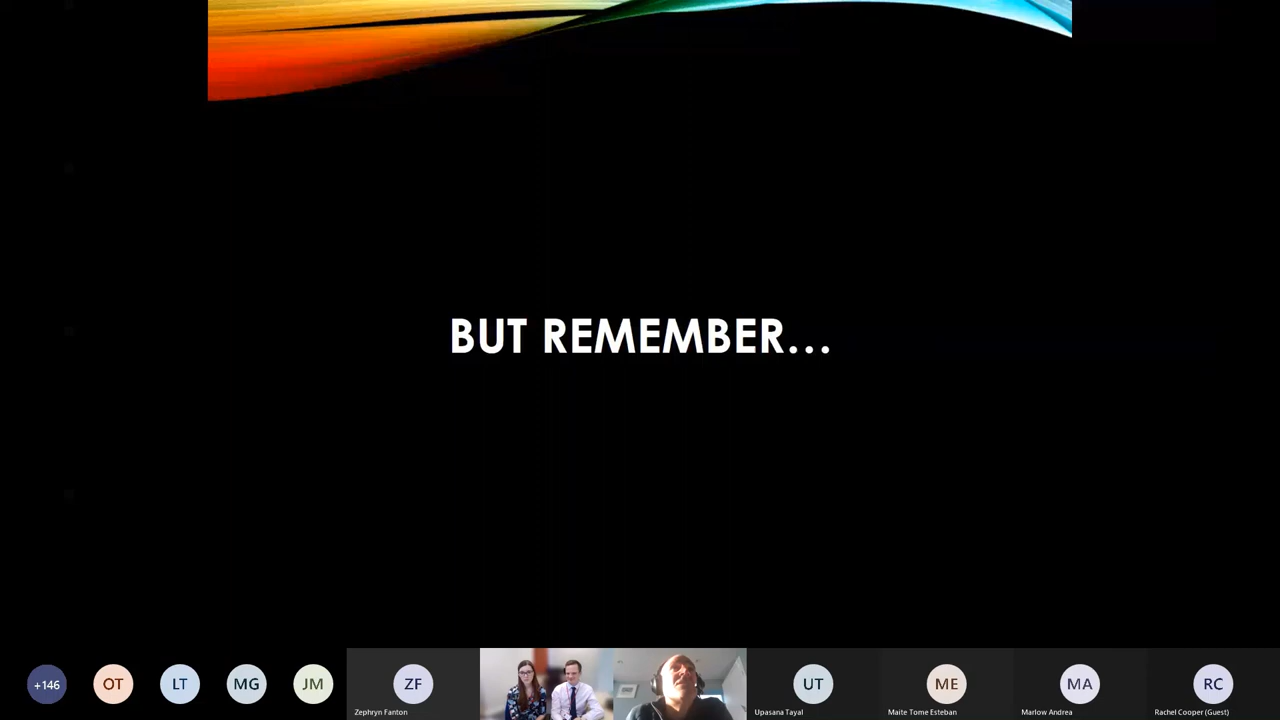 BUT REMEMBER...
+146
OT
LT
MG
JM
ZF
Zephryn Fanton
UT
Upasana Tayal
ME
Maite Tome Esteban
MA
Marlow Andrea
RC
Rachel Cooper (Guest)